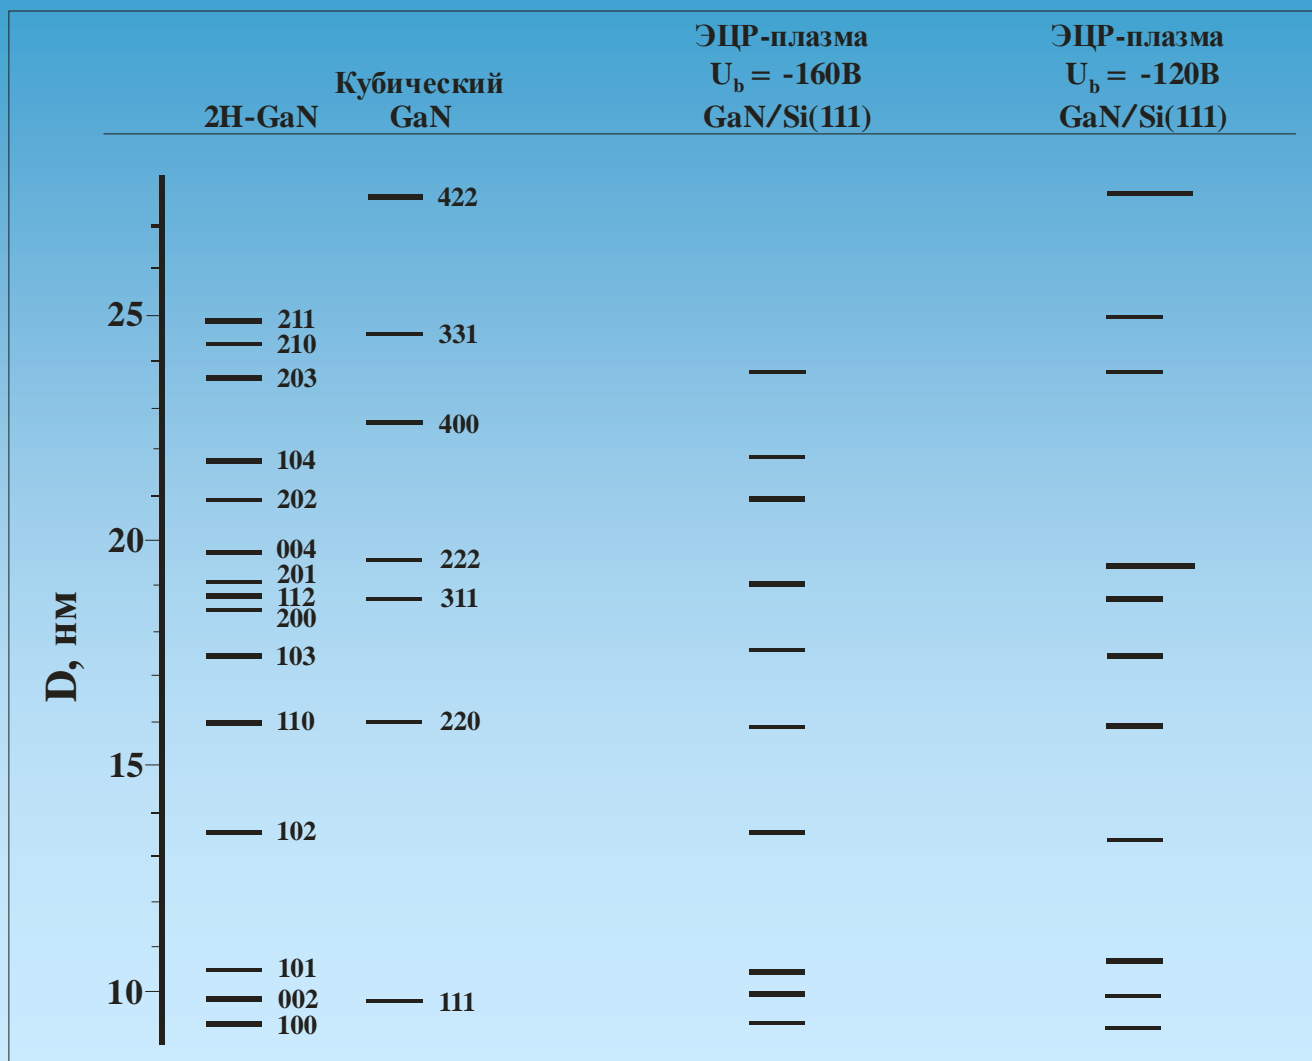 ЭЦР-плазма
U_b = -160В
GaN/Si(111)
ЭЦР-плазма
U_b = -120В
GaN/Si(111)
2H-GaN
Кубический
GaN
D, нм
25
20
15
10
211
210
203
104
202
004
201
112
200
103
110
102
101
002
100
422
331
400
222
311
220
111